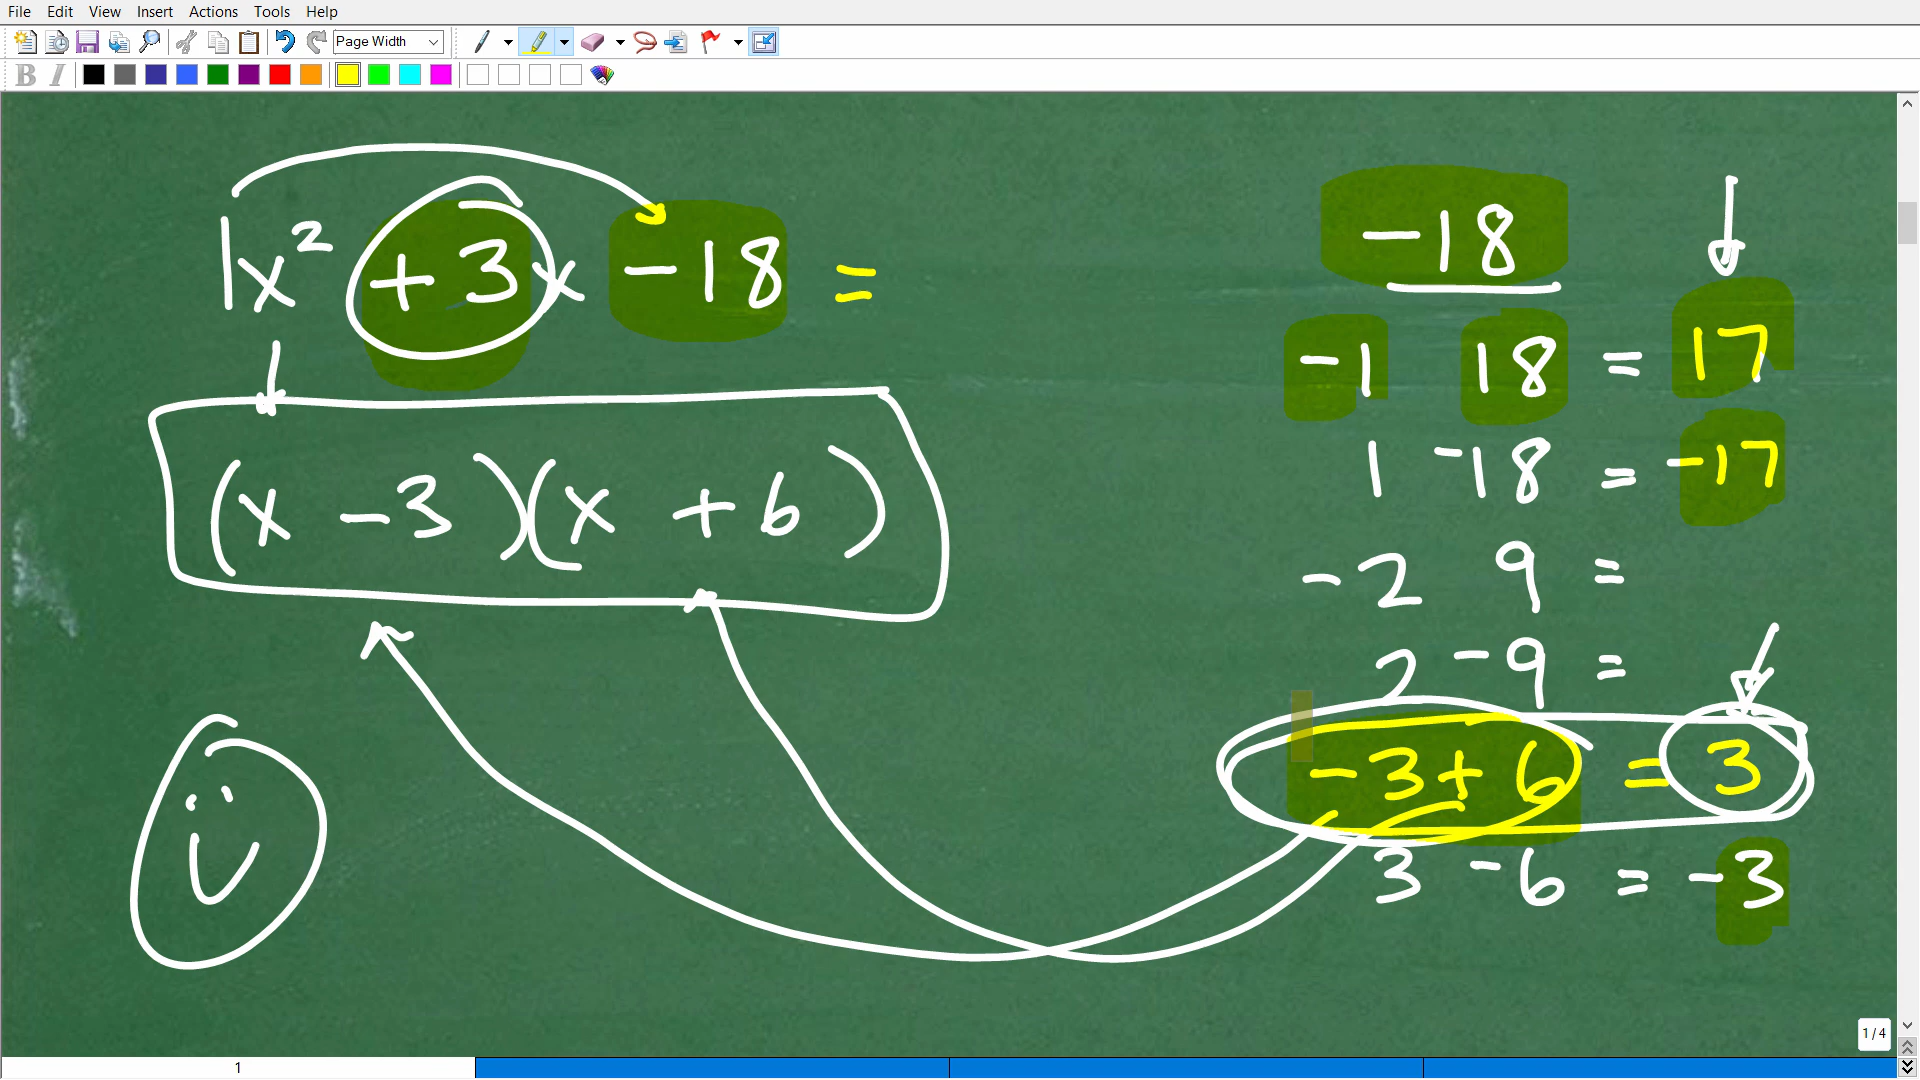 File Edit View Insert Actions Tools Help
Page Width
B I
1x² +3x -18 =
(x -3)(x +6)
-18
-1 18 = 17
1 -18 = -17
-2 9 =
2 -9 =
-3+6 = 3
3 -6 = -3
1 / 4
1